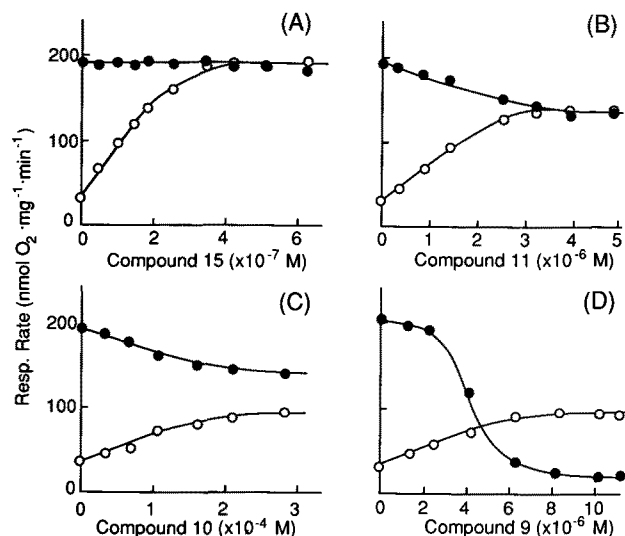 (A)
(B)
200
100
0
0 2 4 6
Compound 15 (x10⁻⁷ M)
0 1 2 3 4 5
Compound 11 (x10⁻⁶ M)
Resp. Rate (nmol O₂ ·mg⁻¹·min⁻¹)
(C)
(D)
200
100
0
0 1 2 3
Compound 10 (x10⁻⁴ M)
0 2 4 6 8 10
Compound 9 (x10⁻⁶ M)